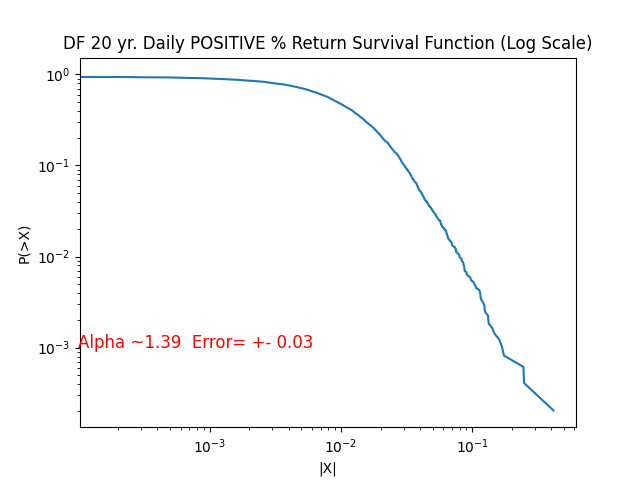 DF 20 yr. Daily POSITIVE % Return Survival Function (Log Scale)
10⁰
10⁻¹
10⁻²
10⁻³
P(>X)
Alpha ~1.39 Error= +- 0.03
10⁻³ 10⁻² 10⁻¹
|X|